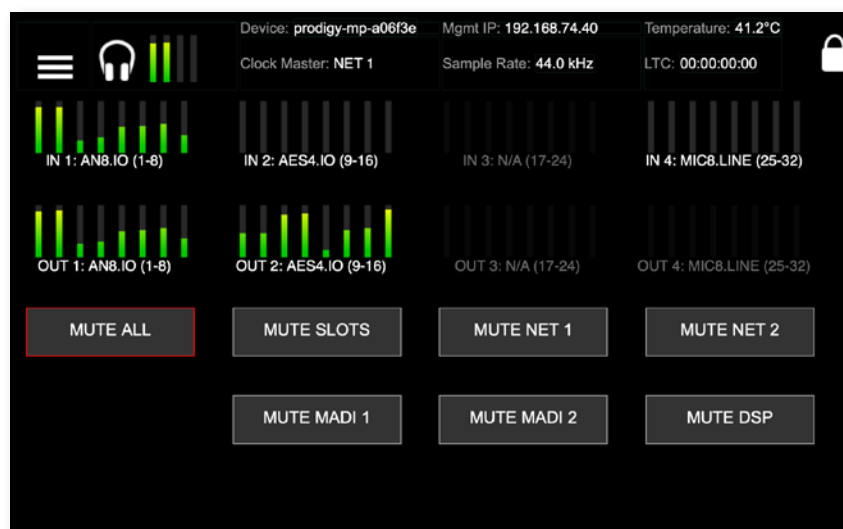 Device: prodigy-mp-a06f3e Mgmt IP: 192.168.74.40 Temperature: 41.2°C
Clock Master: NET 1 Sample Rate: 44.0 kHz LTC: 00:00:00:00
IN 1: AN8.IO (1-8) IN 2: AES4.IO (9-16) IN 3: N/A (17-24) IN 4: MIC8.LINE (25-32)
OUT 1: AN8.IO (1-8) OUT 2: AES4.IO (9-16) OUT 3: N/A (17-24) OUT 4: MIC8.LINE (25-32)
MUTE ALL MUTE SLOTS MUTE NET 1 MUTE NET 2
MUTE MADI 1 MUTE MADI 2 MUTE DSP